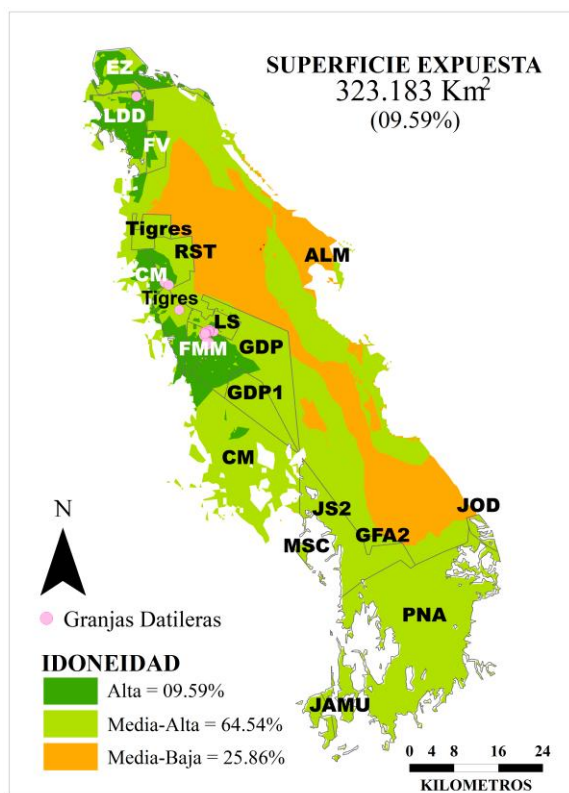 SUPERFICIE EXPUESTA
323.183 Km²
(09.59%)
EZ
LDD
FV
Tigres
RST
ALM
CM
Tigres
LS
FMM
GDP
GDP1
CM
JS2
JOD
MSC
GFA2
PNA
JAMU
N
Granjas Datileras
IDONEIDAD
Alta = 09.59%
Media-Alta = 64.54%
Media-Baja = 25.86%
0 4 8 16 24
KILOMETROS